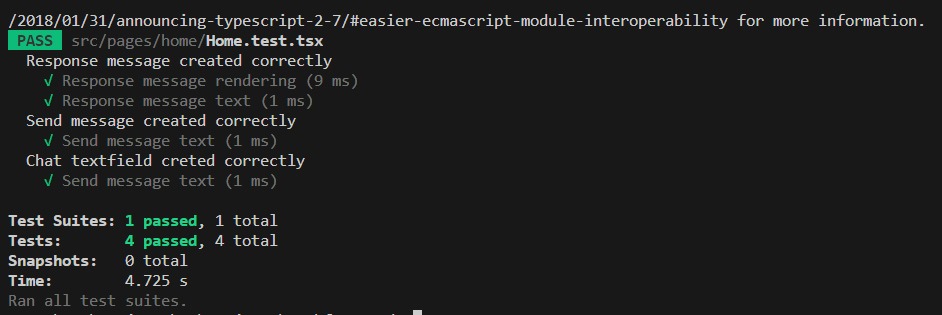 /2018/01/31/announcing-typescript-2-7/#easier-ecmascript-module-interoperability for more information.
PASS src/pages/home/Home.test.tsx
Response message created correctly
√ Response message rendering (9 ms)
√ Response message text (1 ms)
Send message created correctly
√ Send message text (1 ms)
Chat textfield creted correctly
√ Send message text (1 ms)
Test Suites: 1 passed, 1 total
Tests: 4 passed, 4 total
Snapshots: 0 total
Time: 4.725 s
Ran all test suites.